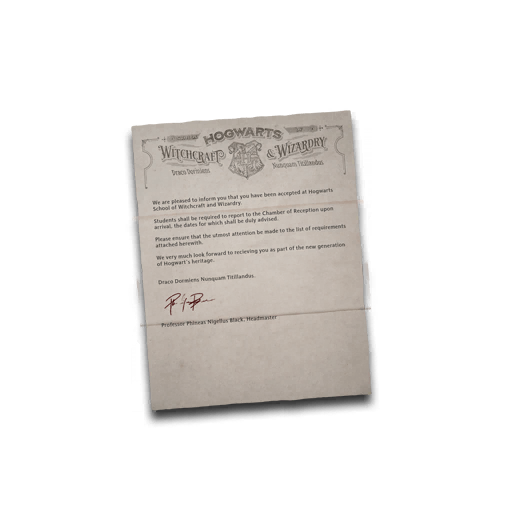 HOGWARTS
WITCHCRAFT & WIZARDRY
Draco Dormiens Nunquam Titillandus
We are pleased to inform you that you have been accepted at Hogwarts
School of Witchcraft and Wizardry
Students shall be required to report to the Chamber of Reception upon
arrival, the dates for which shall be duly advised.
Please ensure that the utmost attention be made to the list of requirements
attached herewith.
We very much look forward to recieving you as part of the new generation
of Hogwart's heritage.
Draco Dormiens Nunquam Titillandus.
Professor Phineas Nigellus Black, Headmaster